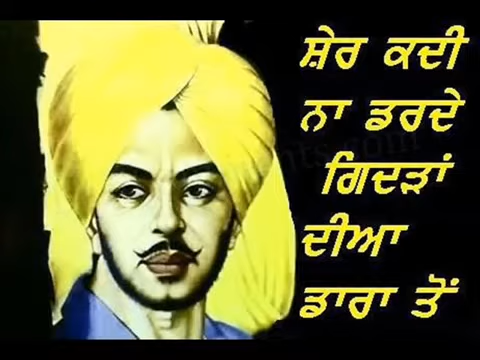 ਸ਼ੇਰ ਕਦੀ
ਨਾ ਡਰਦੇ
ਗਿਦੜਾਂ
ਦੀਆ
ਡਾਰਾ ਤੋਂ